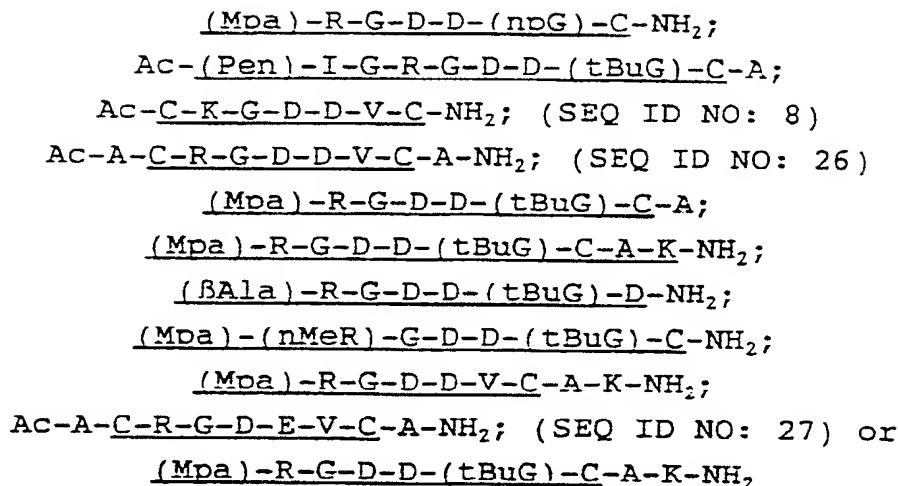 (Mpa)-R-G-D-D-(npG)-C-NH₂;
Ac-(Pen)-I-G-R-G-D-D-(tBuG)-C-A;
Ac-C-K-G-D-D-V-C-NH₂; (SEQ ID NO: 8)
Ac-A-C-R-G-D-D-V-C-A-NH₂; (SEQ ID NO: 26)
(Mpa)-R-G-D-D-(tBuG)-C-A;
(Mpa)-R-G-D-D-(tBuG)-C-A-K-NH₂;
(βAla)-R-G-D-D-(tBuG)-D-NH₂;
(Mpa)-(nMeR)-G-D-D-(tBuG)-C-NH₂;
(Mpa)-R-G-D-D-V-C-A-K-NH₂;
Ac-A-C-R-G-D-E-V-C-A-NH₂; (SEQ ID NO: 27) or
(Mpa)-R-G-D-D-(tBuG)-C-A-K-NH₂